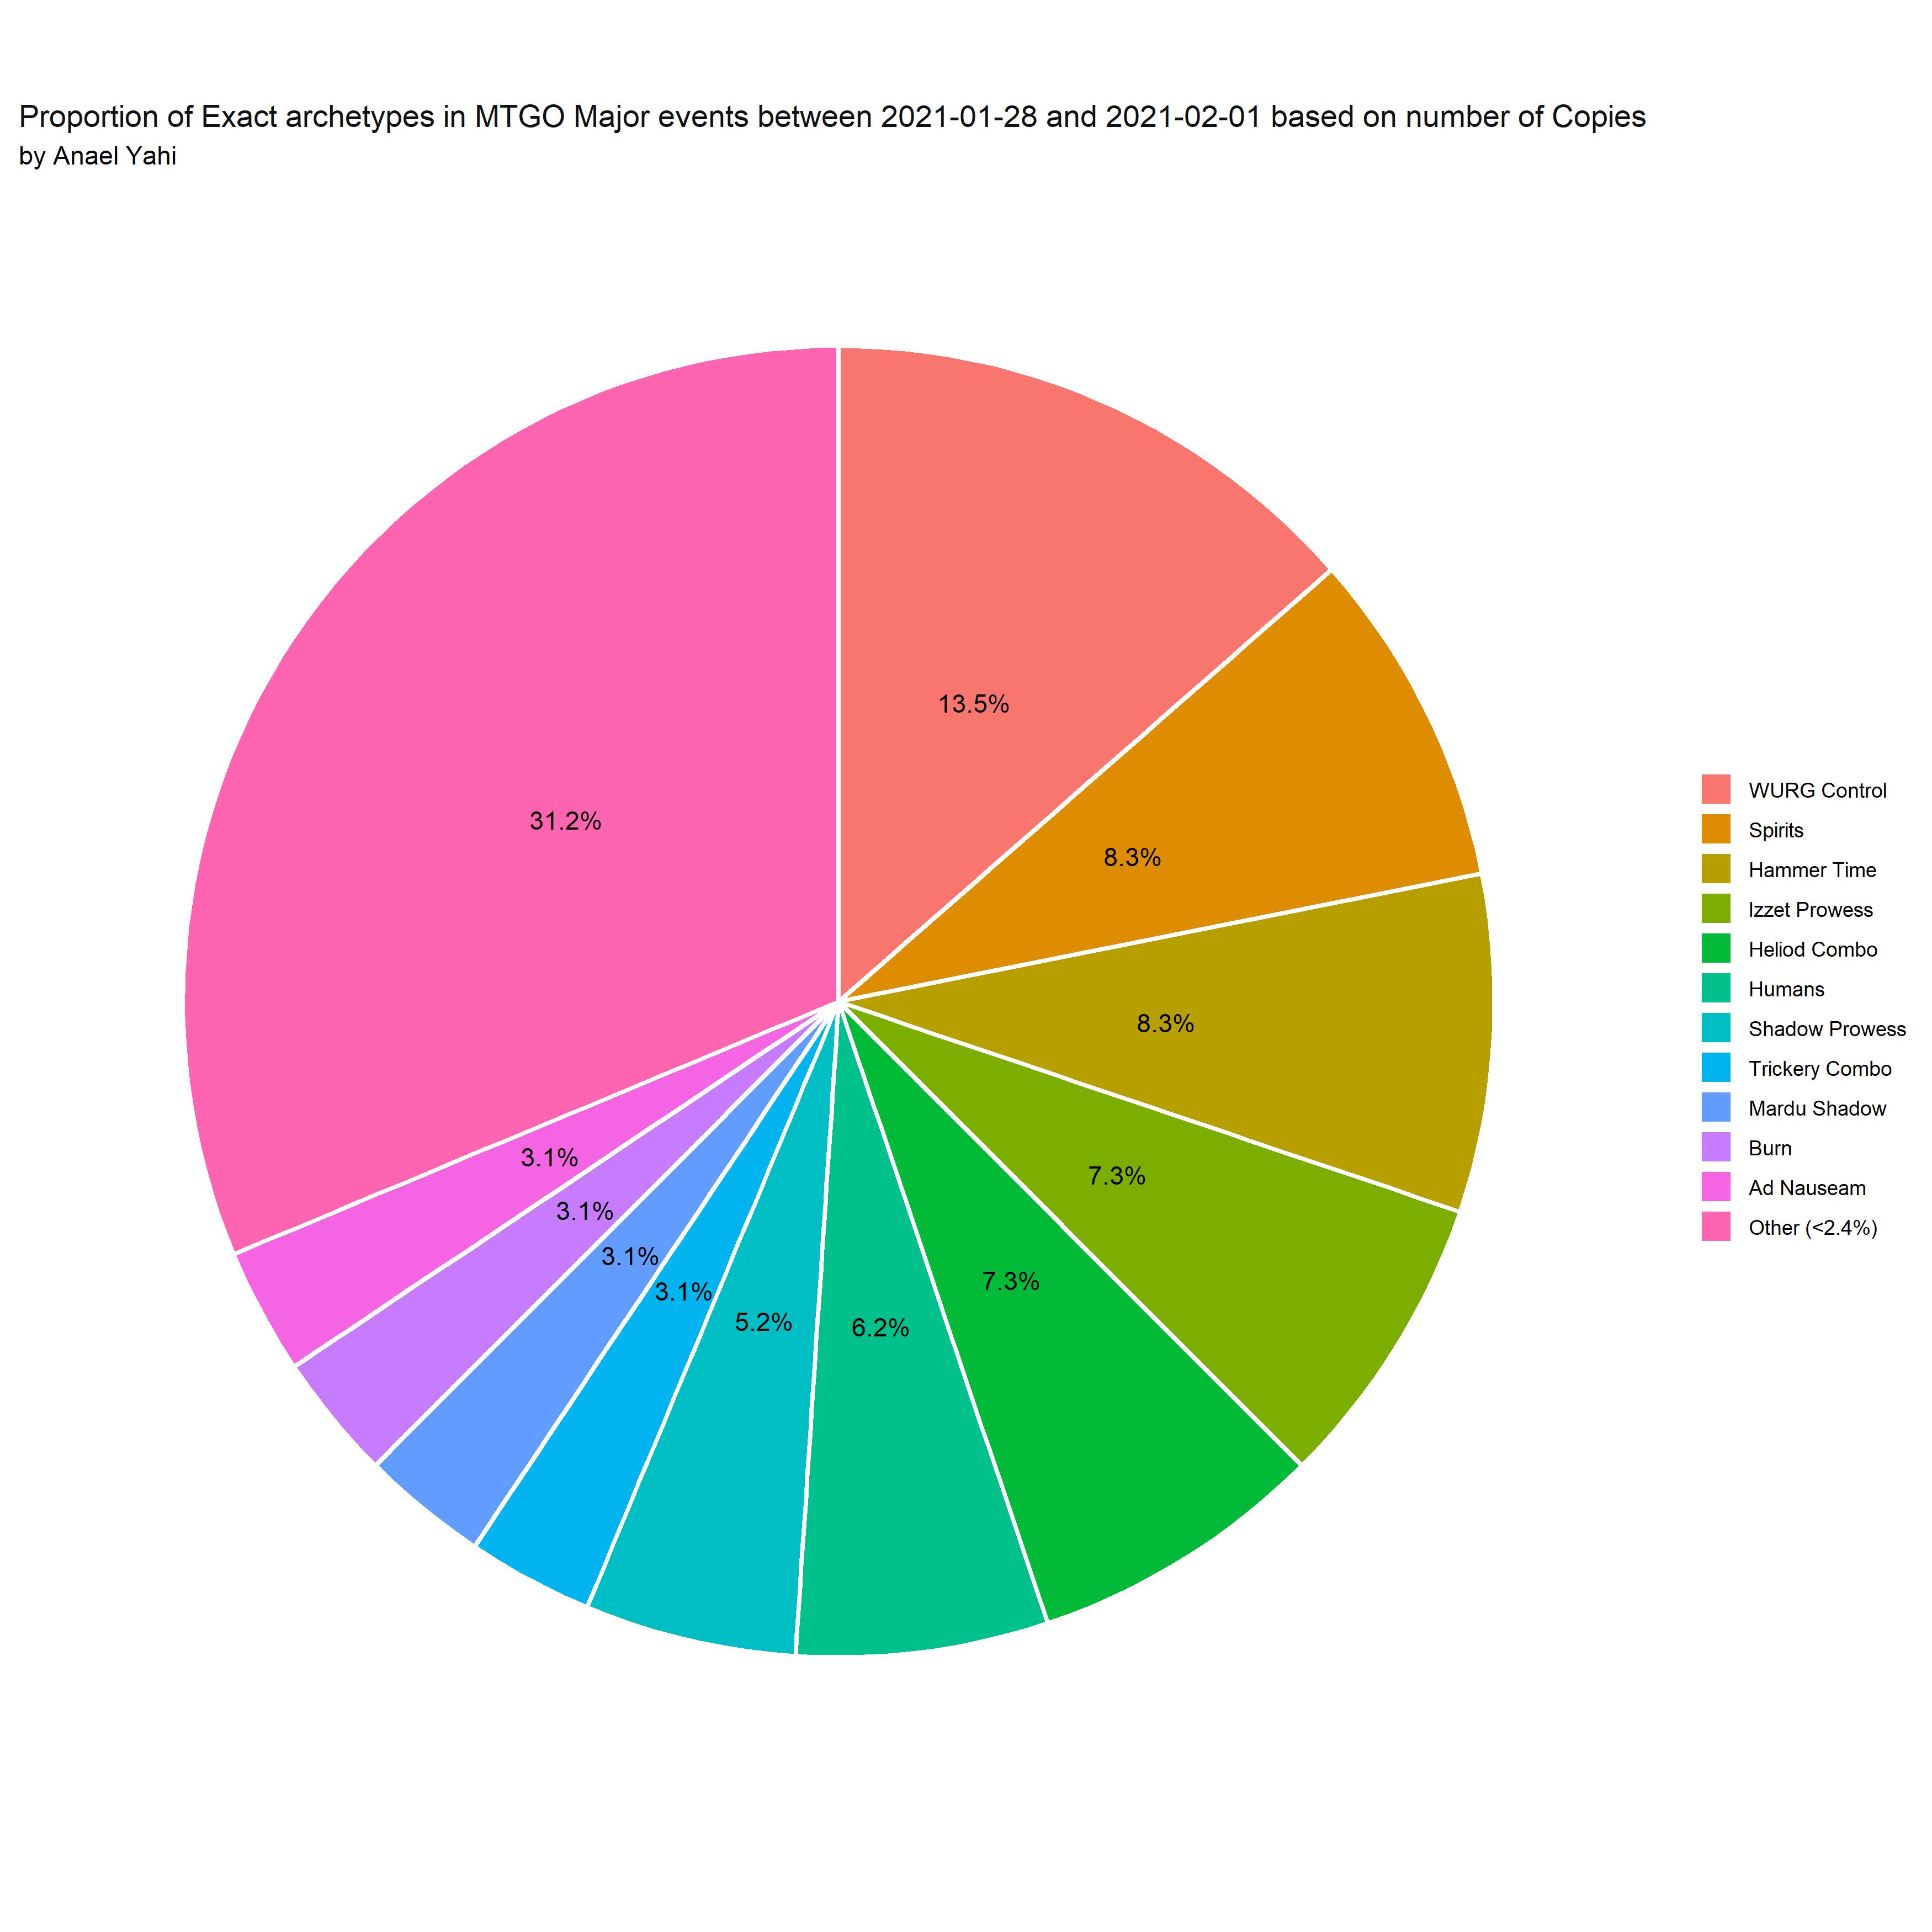 Proportion of Exact archetypes in MTGO Major events between 2021-01-28 and 2021-02-01 based on number of Copies
by Anael Yahi
13.5%
31.2%
8.3%
8.3%
3.1%
7.3%
3.1%
3.1%
7.3%
3.1%
5.2%
6.2%
WURG Control
Spirits
Hammer Time
Izzet Prowess
Heliod Combo
Humans
Shadow Prowess
Trickery Combo
Mardu Shadow
Burn
Ad Nauseam
Other (<2.4%)